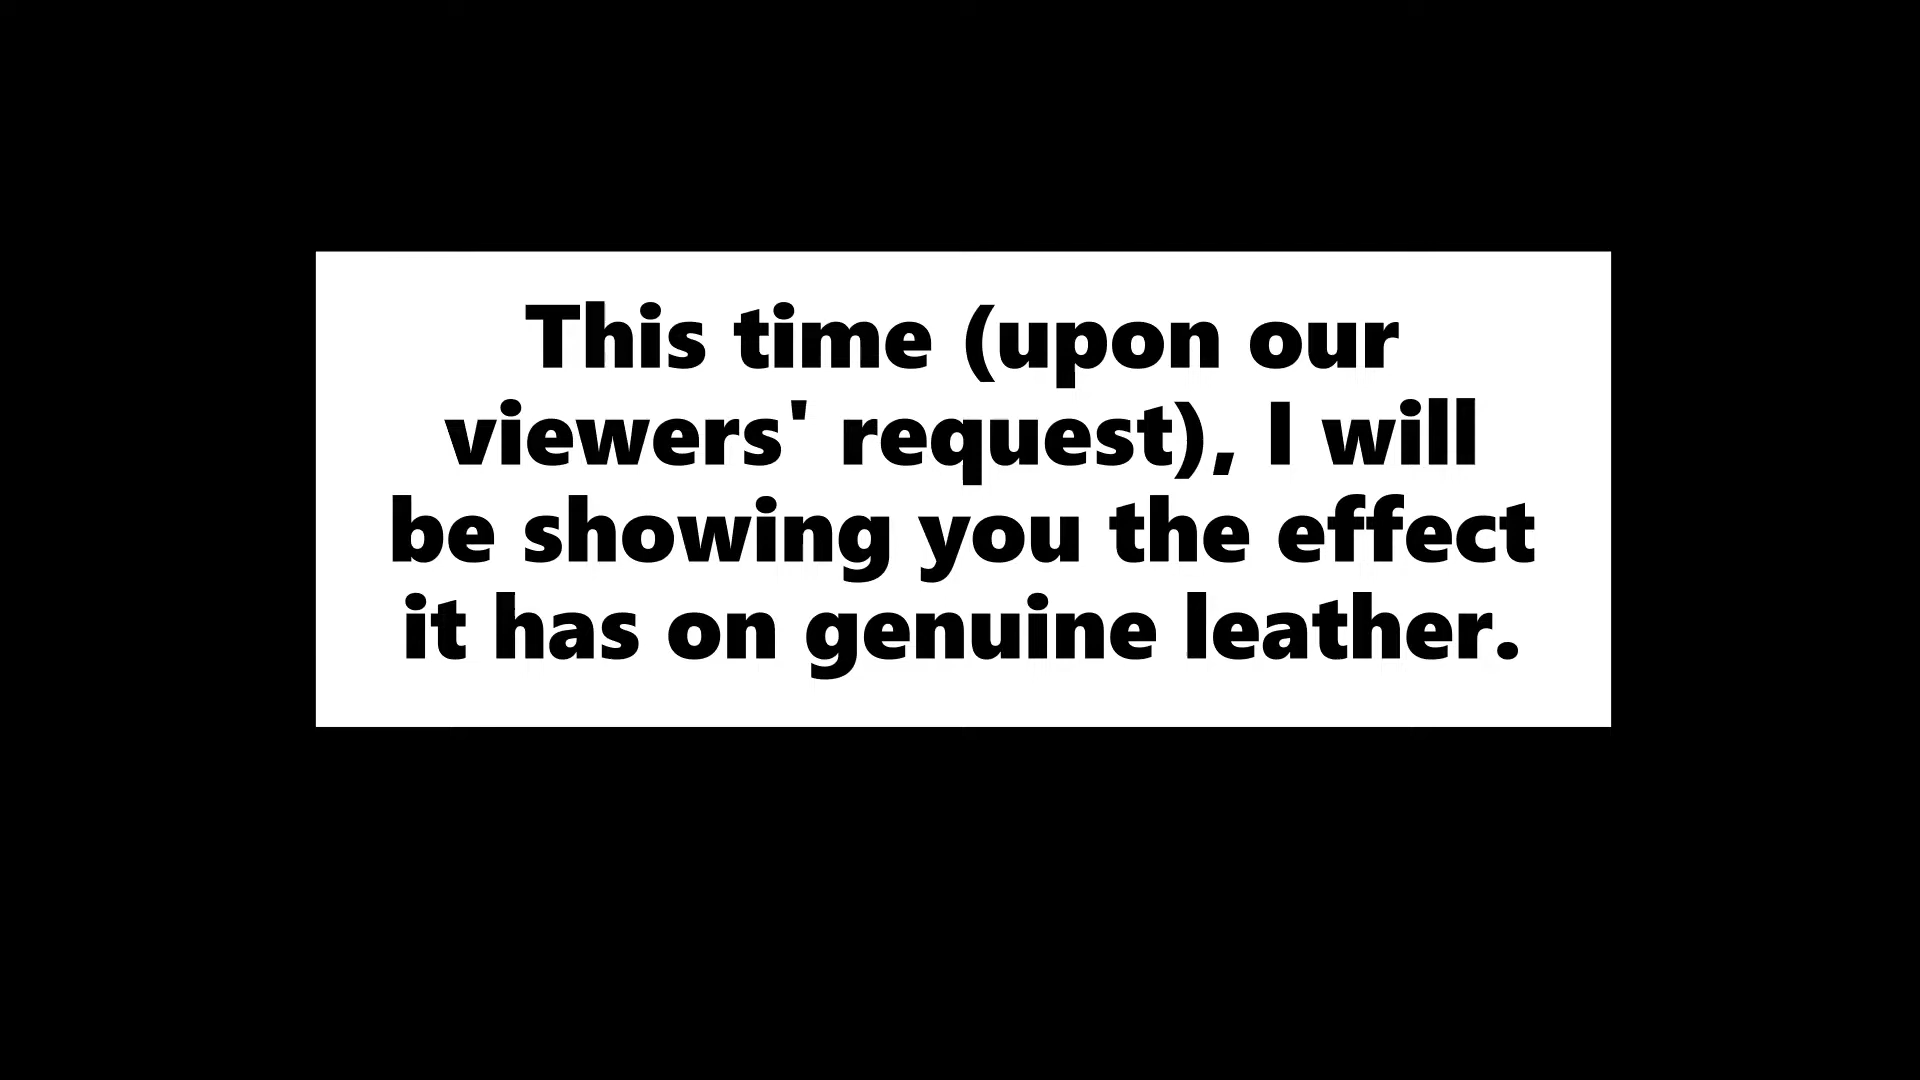 This time (upon our
viewers' request), I will
be showing you the effect
it has on genuine leather.